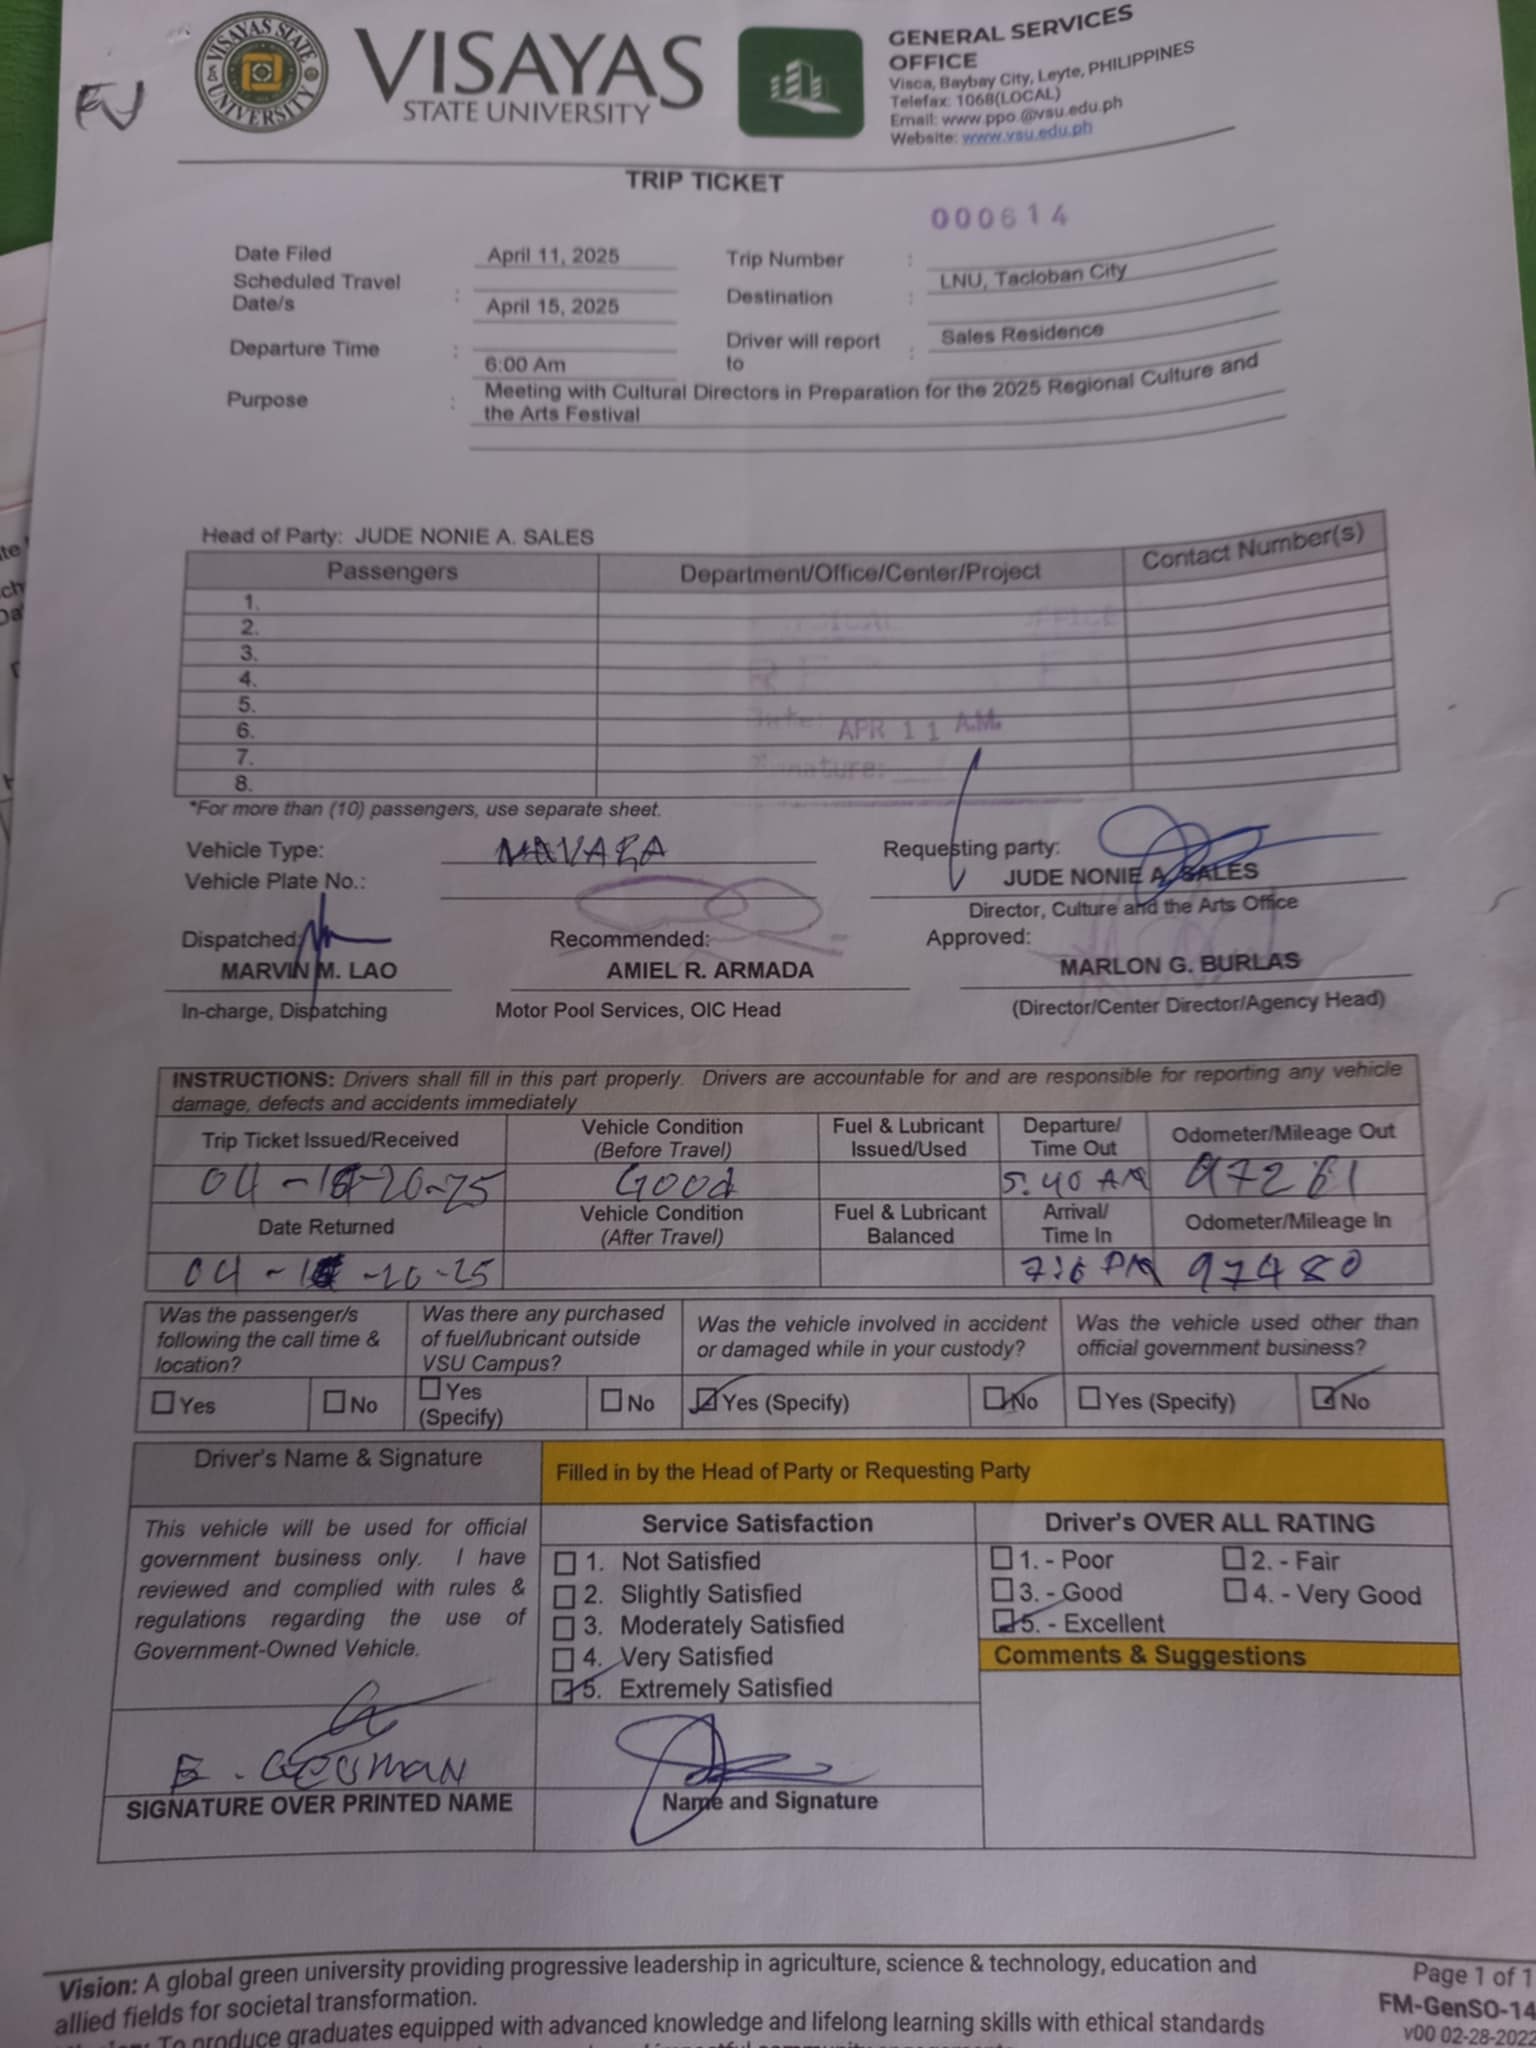 FJ
VISAYAS STATE UNIVERSITY
VISAYAS
STATE UNIVERSITY
GENERAL SERVICES
OFFICE
Visca, Baybay City, Leyte, PHILIPPINES
Telefax: 1068(LOCAL)
Email: www.ppo.@vsu.edu.ph
Website: www.vsu.edu.ph
TRIP TICKET
000614
Date Filed April 11, 2025 Trip Number :
Scheduled Travel Date/s : April 15, 2025 Destination : LNU, Tacloban City
Departure Time : 6:00 Am Driver will report to : Sales Residence
Purpose : Meeting with Cultural Directors in Preparation for the 2025 Regional Culture and
the Arts Festival
Head of Party: JUDE NONIE A. SALES
Passengers Department/Office/Center/Project Contact Number(s)
1.
2.
3.
4.
5.
6.
APR 11 A.M.
7.
8.
*For more than (10) passengers, use separate sheet.
Vehicle Type: NAVARA Requesting party:
Vehicle Plate No.: JUDE NONIE A. SALES
Director, Culture and the Arts Office
Dispatched: Recommended: Approved:
MARVIN M. LAO AMIEL R. ARMADA MARLON G. BURLAS
In-charge, Dispatching Motor Pool Services, OIC Head (Director/Center Director/Agency Head)
INSTRUCTIONS: Drivers shall fill in this part properly. Drivers are accountable for and are responsible for reporting any vehicle
damage, defects and accidents immediately
Trip Ticket Issued/Received Vehicle Condition (Before Travel) Fuel & Lubricant Issued/Used Departure/ Time Out Odometer/Mileage Out
Good 5:40 AM 97261
Date Returned Vehicle Condition (After Travel) Fuel & Lubricant Balanced Arrival/ Time In Odometer/Mileage In
97480
Was the passenger/s following the call time & location? Was there any purchased of fuel/lubricant outside VSU Campus? Was the vehicle involved in accident or damaged while in your custody? Was the vehicle used other than official government business?
Yes No Yes (Specify) No Yes (Specify) No Yes (Specify) No
Driver's Name & Signature Filled in by the Head of Party or Requesting Party
This vehicle will be used for official
government business only. I have
reviewed and complied with rules &
regulations regarding the use of
Government-Owned Vehicle.
Service Satisfaction
1. Not Satisfied
2. Slightly Satisfied
3. Moderately Satisfied
4. Very Satisfied
5. Extremely Satisfied
Driver's OVER ALL RATING
1. - Poor 2. - Fair
3. - Good 4. - Very Good
5. - Excellent
Comments & Suggestions
SIGNATURE OVER PRINTED NAME Name and Signature
Vision: A global green university providing progressive leadership in agriculture, science & technology, education and
allied fields for societal transformation.
To produce graduates equipped with advanced knowledge and lifelong learning skills with ethical standards
Page 1 of 1
FM-GenSO-14
v00 02-28-2022